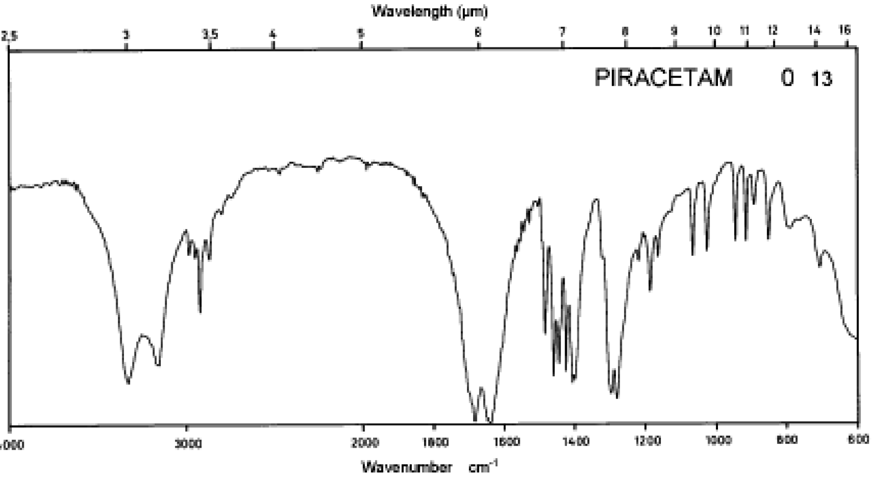 Wavelength (µm)
2,5 3 3,5 4 5 6 7 8 9 10 11 12 14 16
PIRACETAM 0 13
000 3000 2000 1800 1600 1400 1200 1000 800 600
Wavenumber cm⁻¹